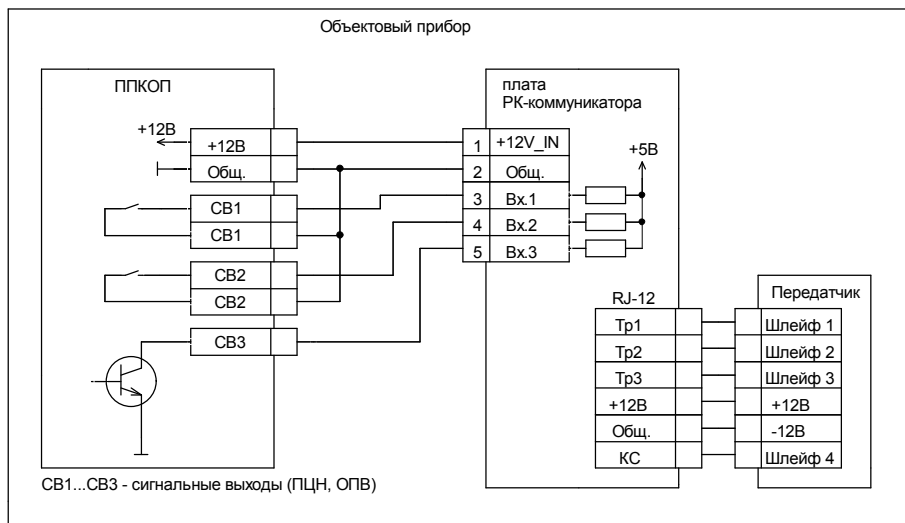 Объектовый прибор
ППКОП
плата
РК-коммуникатора
+12В
+12В
Общ.
СВ1
СВ1
СВ2
СВ2
СВ3
1 +12V_IN
2 Общ.
3 Вх.1
4 Вх.2
5 Вх.3
+5В
RJ-12
Тр1
Тр2
Тр3
+12В
Общ.
КС
Передатчик
Шлейф 1
Шлейф 2
Шлейф 3
+12В
-12В
Шлейф 4
СВ1...СВ3 - сигнальные выходы (ПЦН, ОПВ)